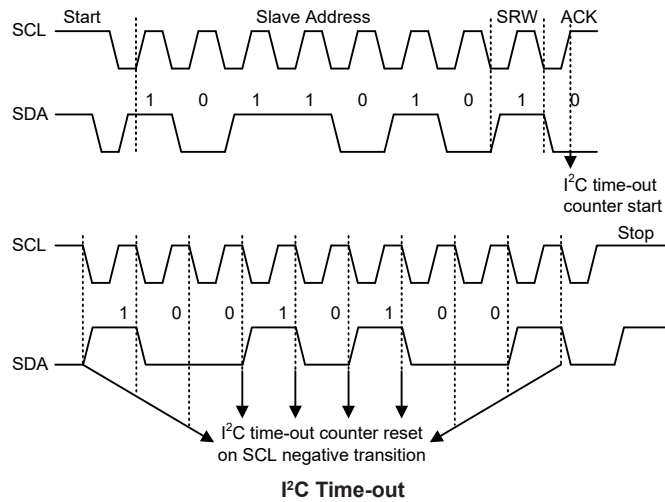 Start Slave Address SRW ACK
SCL
1 0 1 1 0 1 0 1 0
SDA
I²C time-out
counter start
Stop
SCL
1 0 0 1 0 1 0 0
SDA
I²C time-out counter reset
on SCL negative transition
I²C Time-out